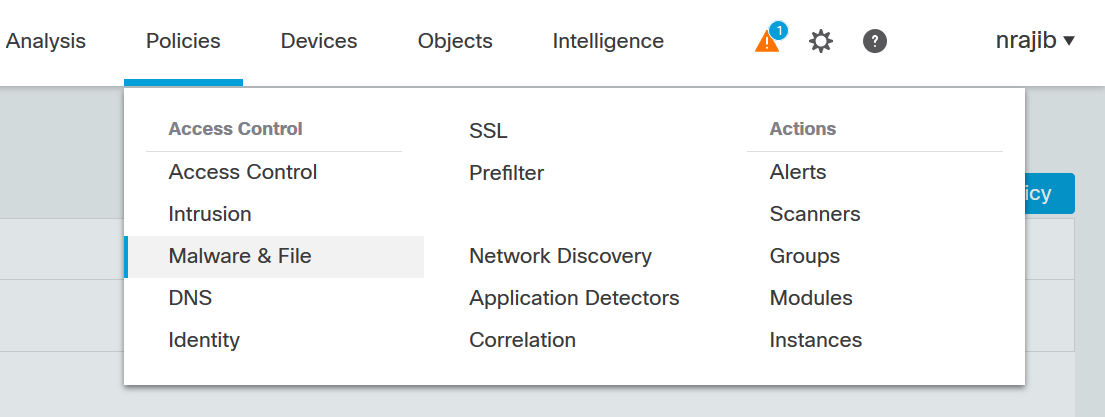 Analysis
Policies
Devices
Objects
Intelligence
1
?
nrajib
Access Control
Access Control
Intrusion
Malware & File
DNS
Identity
SSL
Prefilter
Network Discovery
Application Detectors
Correlation
Actions
Alerts
Scanners
Groups
Modules
Instances
icy